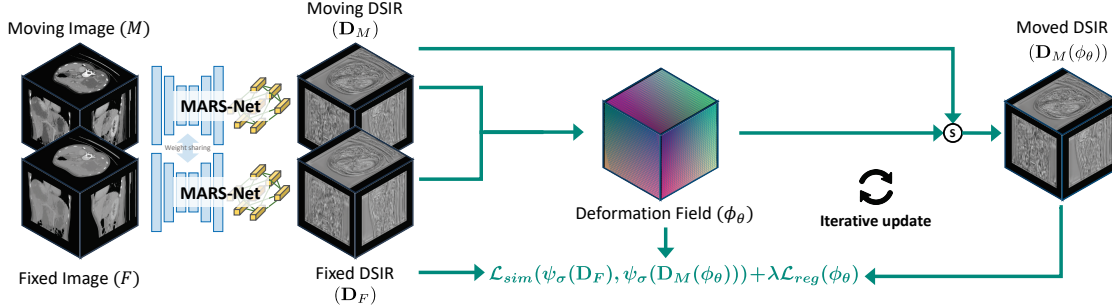 Moving Image (M)
Moving DSIR
(D_M)
Moved DSIR
(D_M(ϕ_θ))
MARS-Net
Weight sharing
MARS-Net
S
Deformation Field (ϕ_θ)
Iterative update
Fixed Image (F)
Fixed DSIR
(D_F)
ℒ_sim(ψ_σ(D_F), ψ_σ(D_M(ϕ_θ)))+λℒ_reg(ϕ_θ)